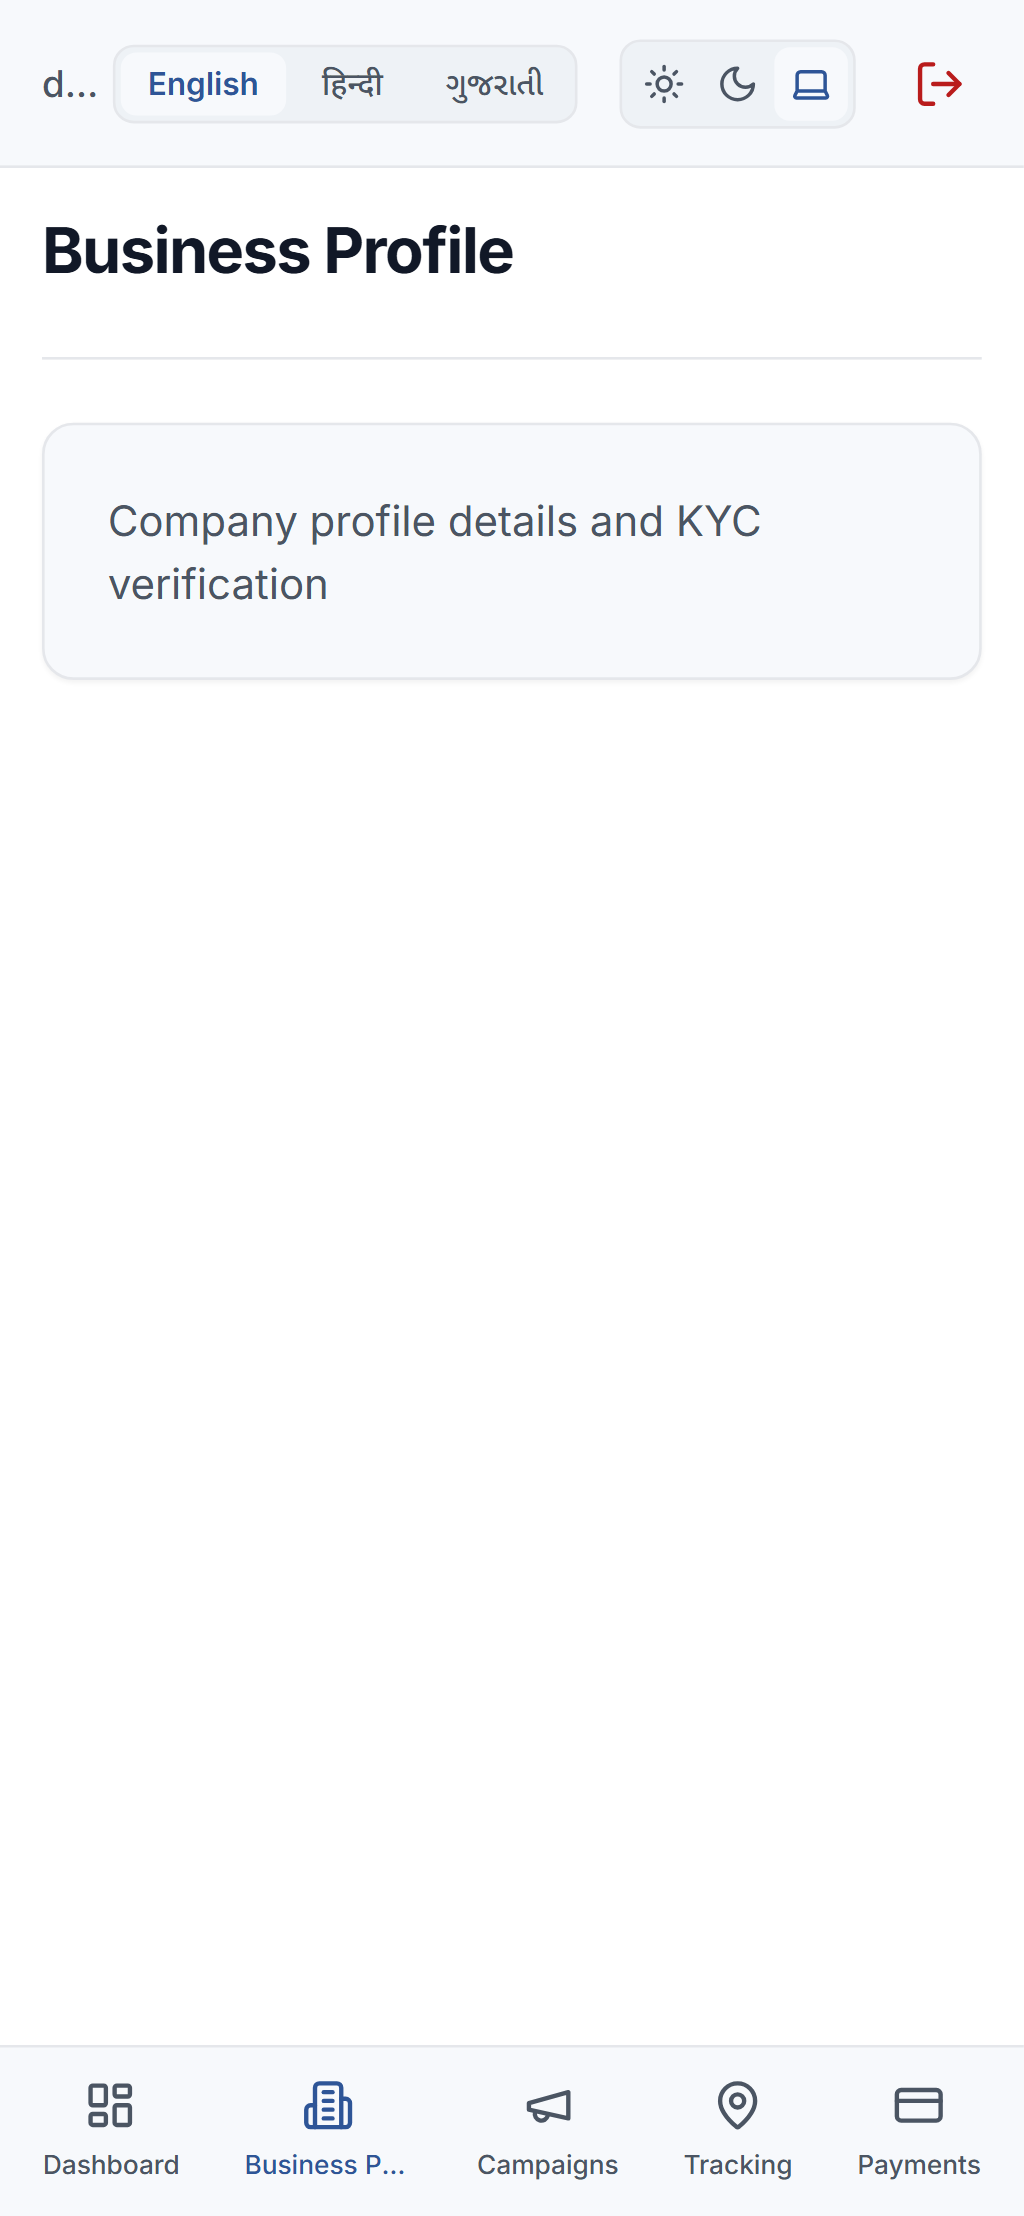 d...
English
हिन्दी
ગુજરાતી
Business Profile
Company profile details and KYC
verification
Dashboard
Business P...
Campaigns
Tracking
Payments